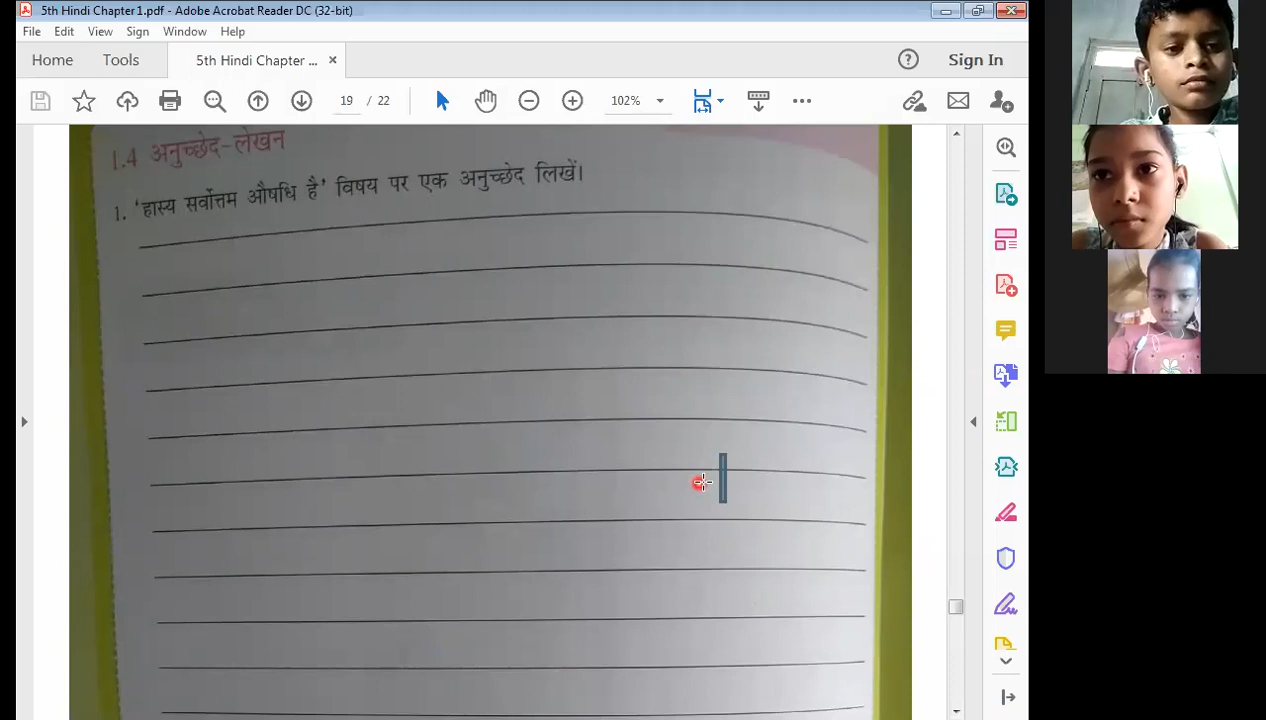 5th Hindi Chapter 1.pdf - Adobe Acrobat Reader DC (32-bit)
File Edit View Sign Window Help
Home Tools 5th Hindi Chapter ... × Sign In
19 / 22 102%
1.4 अनुच्छेद-लेखन
1. 'हास्य सर्वोत्तम औषधि है' विषय पर एक अनुच्छेद लिखें।